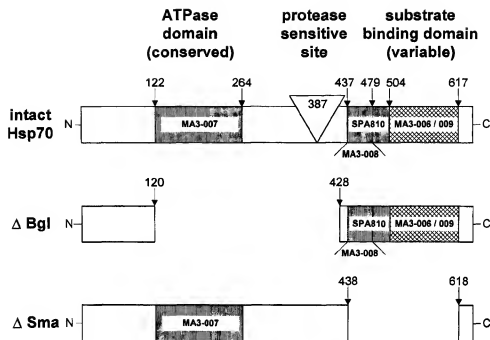 ATPase domain (conserved)
protease sensitive site
substrate binding domain (variable)
122 264 437 479 504 617
387
intact Hsp70
N MA3-007 SPA810 MA3-006 / 009 C
MA3-008
120 428
Δ Bgl
N SPA810 MA3-006 / 009 C
MA3-008
438 618
Δ Sma
N MA3-007 C